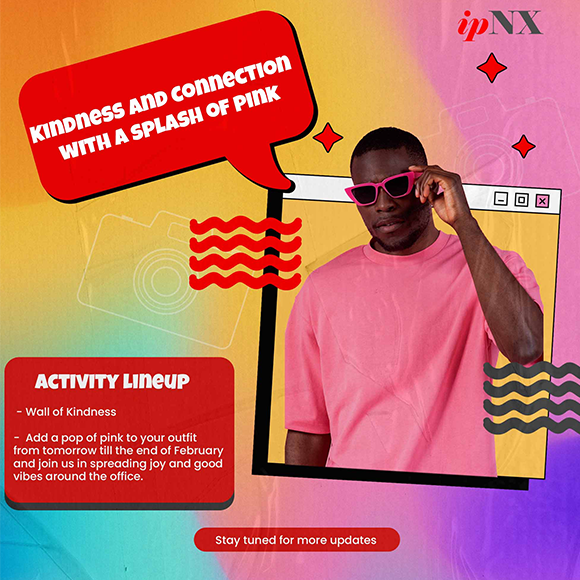 ipNX
Kindness and Connection
with a Splash of Pink
Activity Lineup
- Wall of Kindness
- Add a pop of pink to your outfit
from tomorrow till the end of February
and join us in spreading joy and good
vibes around the office.
Stay tuned for more updates